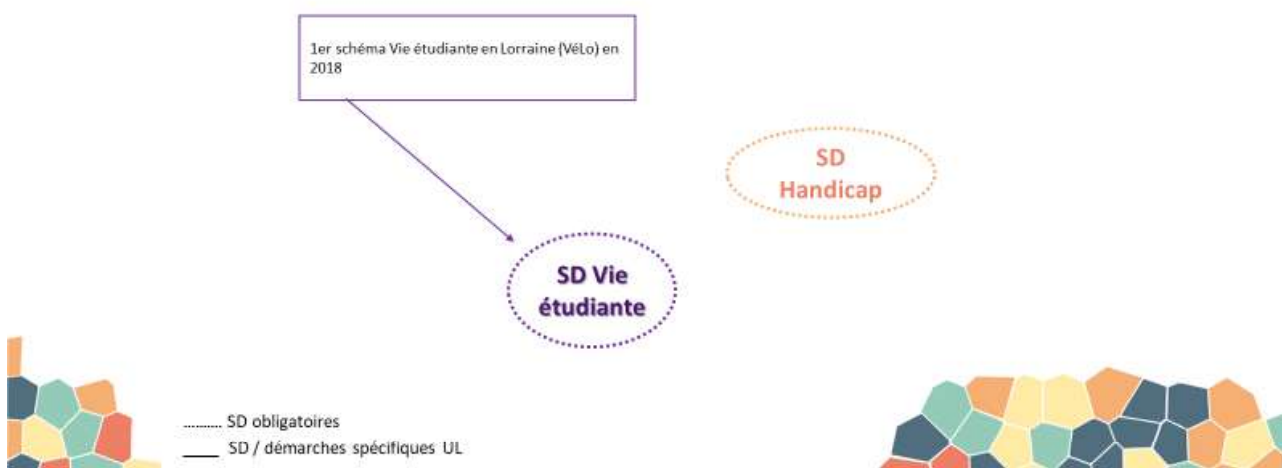 1er schéma Vie étudiante en Lorraine (VéLo) en
2018
SD
Handicap
SD Vie
étudiante
.......... SD obligatoires
___ SD / démarches spécifiques UL